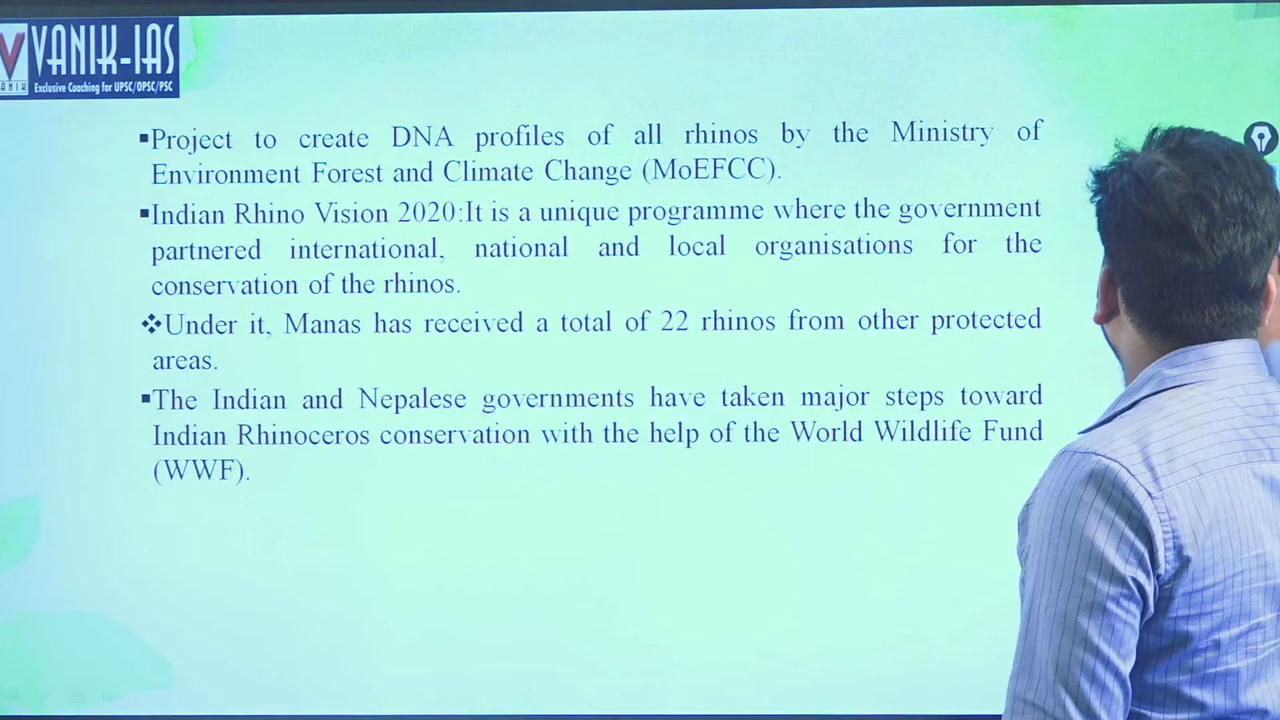 VANIK-IAS
VANIK
Exclusive Coaching for UPSC/OPSC/PSC
▪Project to create DNA profiles of all rhinos by the Ministry of
Environment Forest and Climate Change (MoEFCC).
▪Indian Rhino Vision 2020:It is a unique programme where the government
partnered international, national and local organisations for the
conservation of the rhinos.
❖Under it, Manas has received a total of 22 rhinos from other protected
areas.
▪The Indian and Nepalese governments have taken major steps toward
Indian Rhinoceros conservation with the help of the World Wildlife Fund
(WWF).